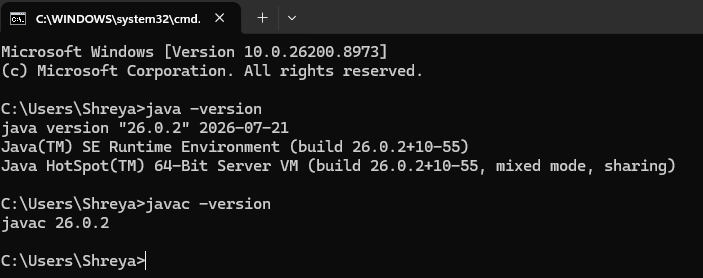 C:\WINDOWS\system32\cmd.
Microsoft Windows [Version 10.0.26200.8973]
(c) Microsoft Corporation. All rights reserved.
C:\Users\Shreya>java -version
java version "26.0.2" 2026-07-21
Java(TM) SE Runtime Environment (build 26.0.2+10-55)
Java HotSpot(TM) 64-Bit Server VM (build 26.0.2+10-55, mixed mode, sharing)
C:\Users\Shreya>javac -version
javac 26.0.2
C:\Users\Shreya>